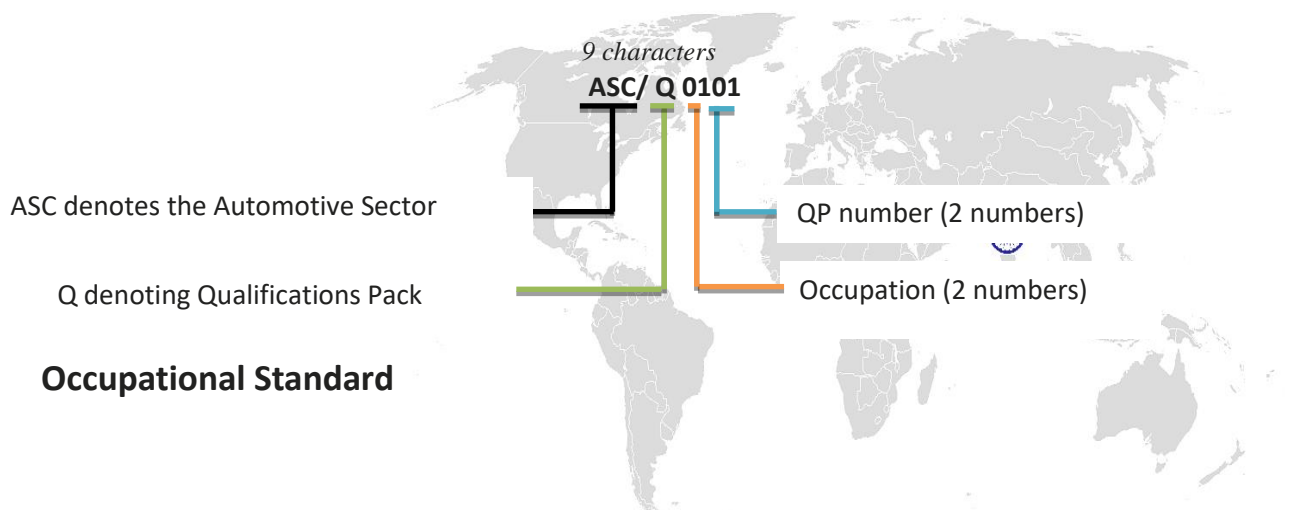 9 characters
ASC/ Q 0101
ASC denotes the Automotive Sector
QP number (2 numbers)
Q denoting Qualifications Pack
Occupation (2 numbers)
Occupational Standard